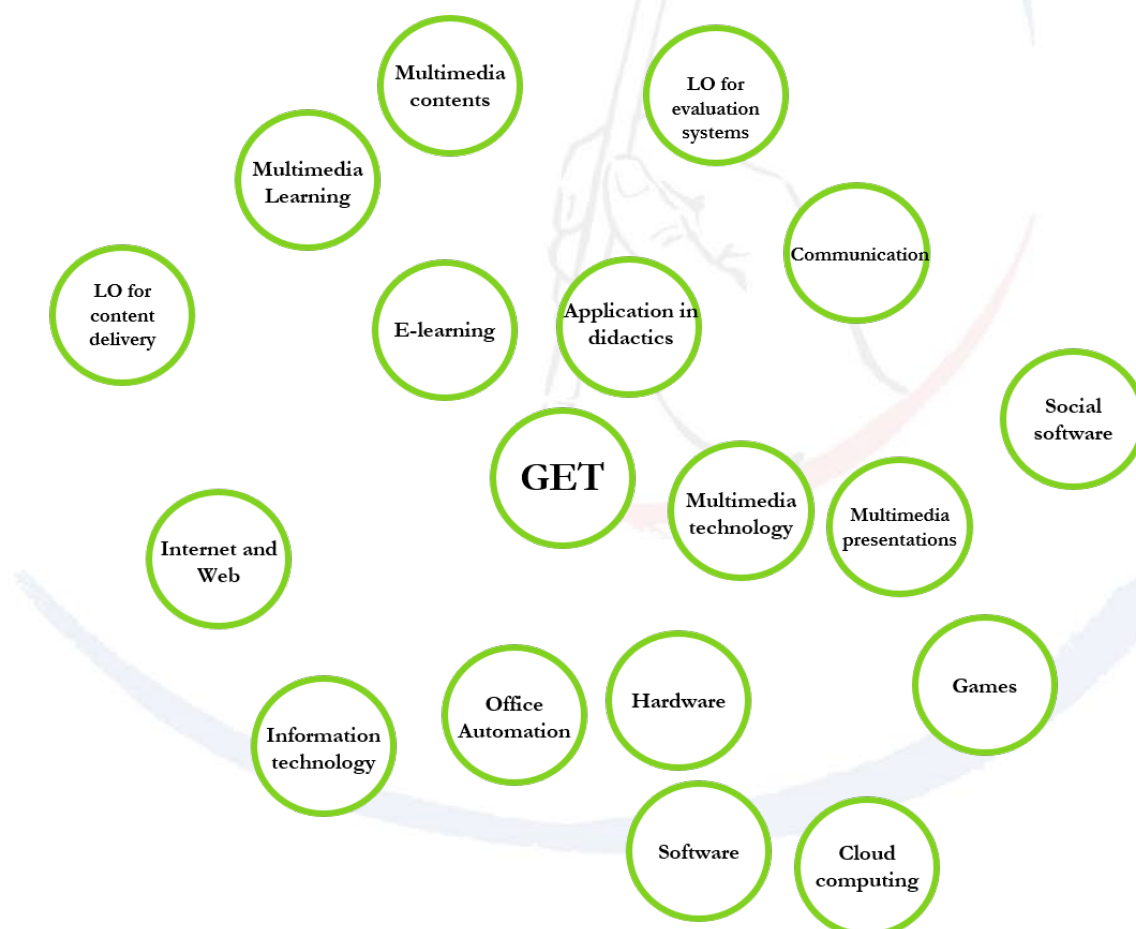 Multimedia
contents
LO for
evaluation
systems
Multimedia
Learning
Communication
LO for
content
delivery
E-learning
Application in
didactics
Social
software
GET
Multimedia
technology
Multimedia
presentations
Internet and
Web
Office
Automation
Hardware
Games
Information
technology
Software
Cloud
computing